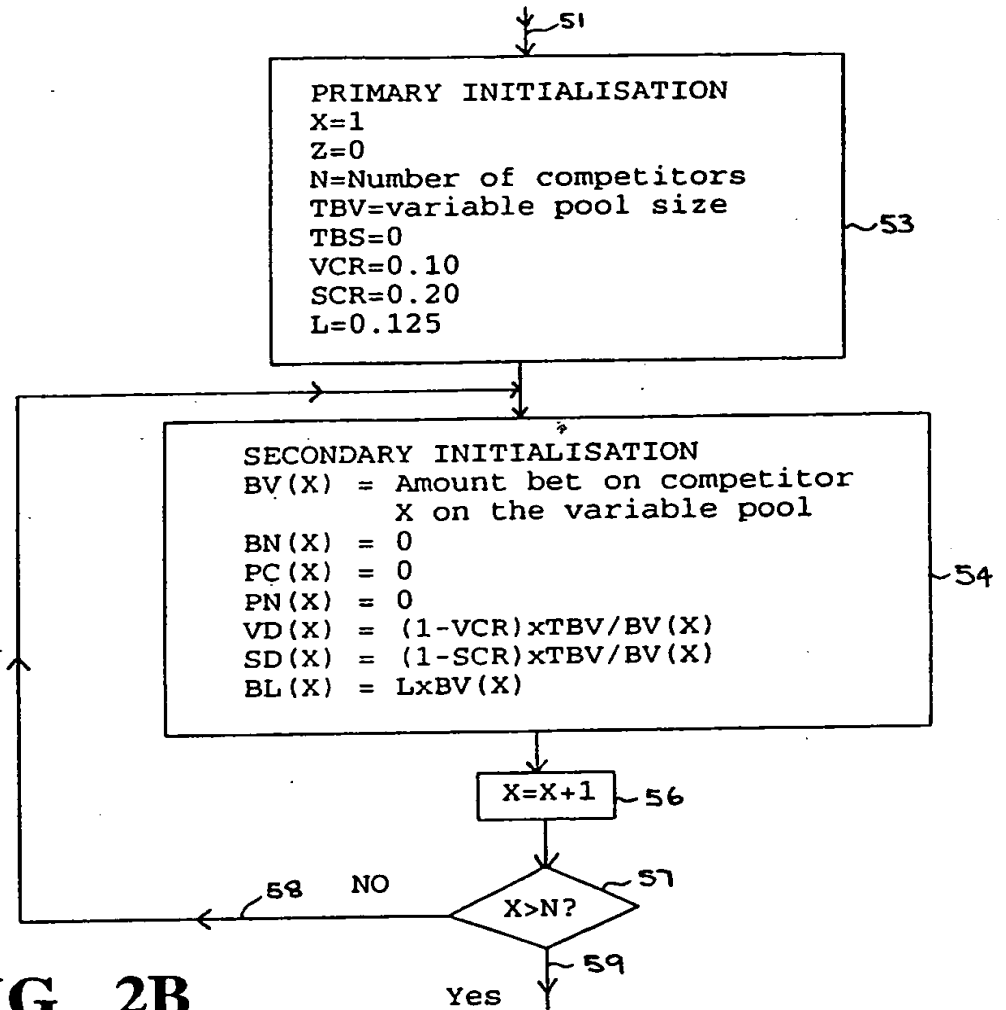 51
PRIMARY INITIALISATION
X=1
Z=0
N=Number of competitors
TBV=variable pool size
TBS=0
VCR=0.10
SCR=0.20
L=0.125
53
SECONDARY INITIALISATION
BV(X) = Amount bet on competitor
X on the variable pool
BN(X) = 0
PC(X) = 0
PN(X) = 0
VD(X) = (1-VCR)xTBV/BV(X)
SD(X) = (1-SCR)xTBV/BV(X)
BL(X) = LxBV(X)
54
X=X+1
56
58
NO
57
X>N?
59
Yes
G 2B